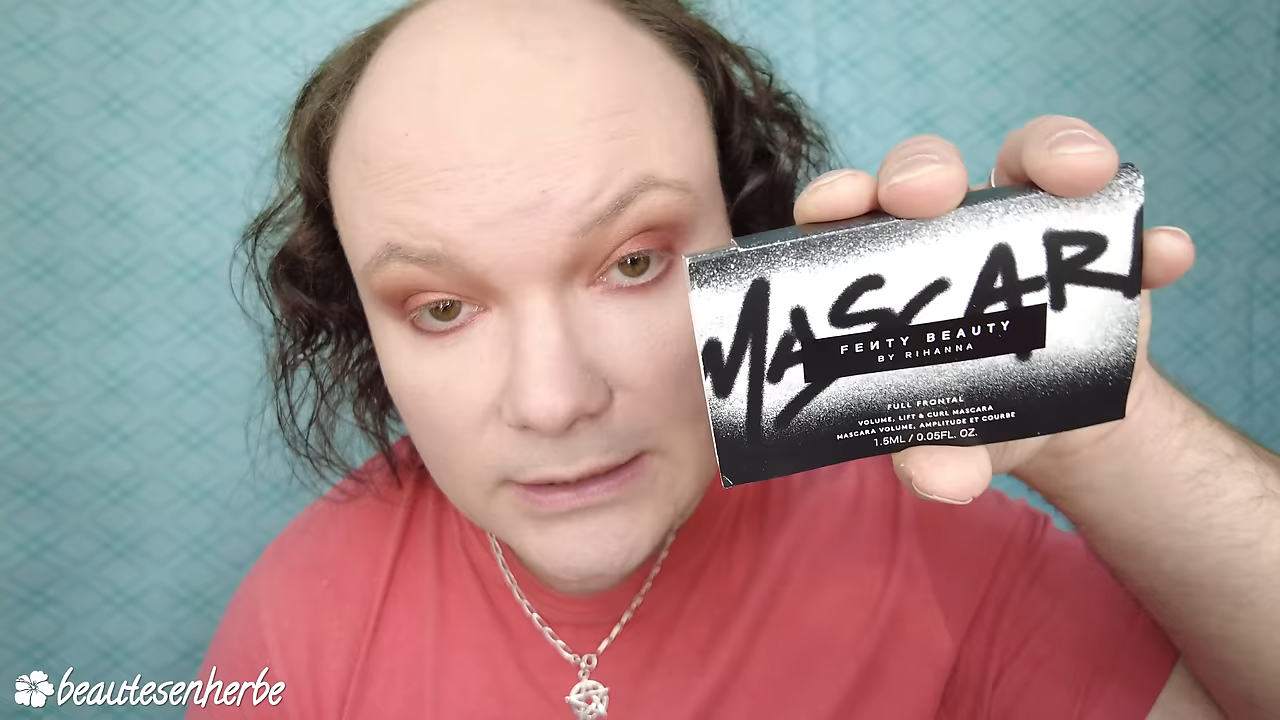 MASCAR
FENTY BEAUTY
BY RIHANNA
FULL FRONTAL
VOLUME, LIFT & CURL MASCARA
MASCARA VOLUME, AMPLITUDE ET COURBE
1.5ML / 0.05FL. OZ.
beautesenherbe